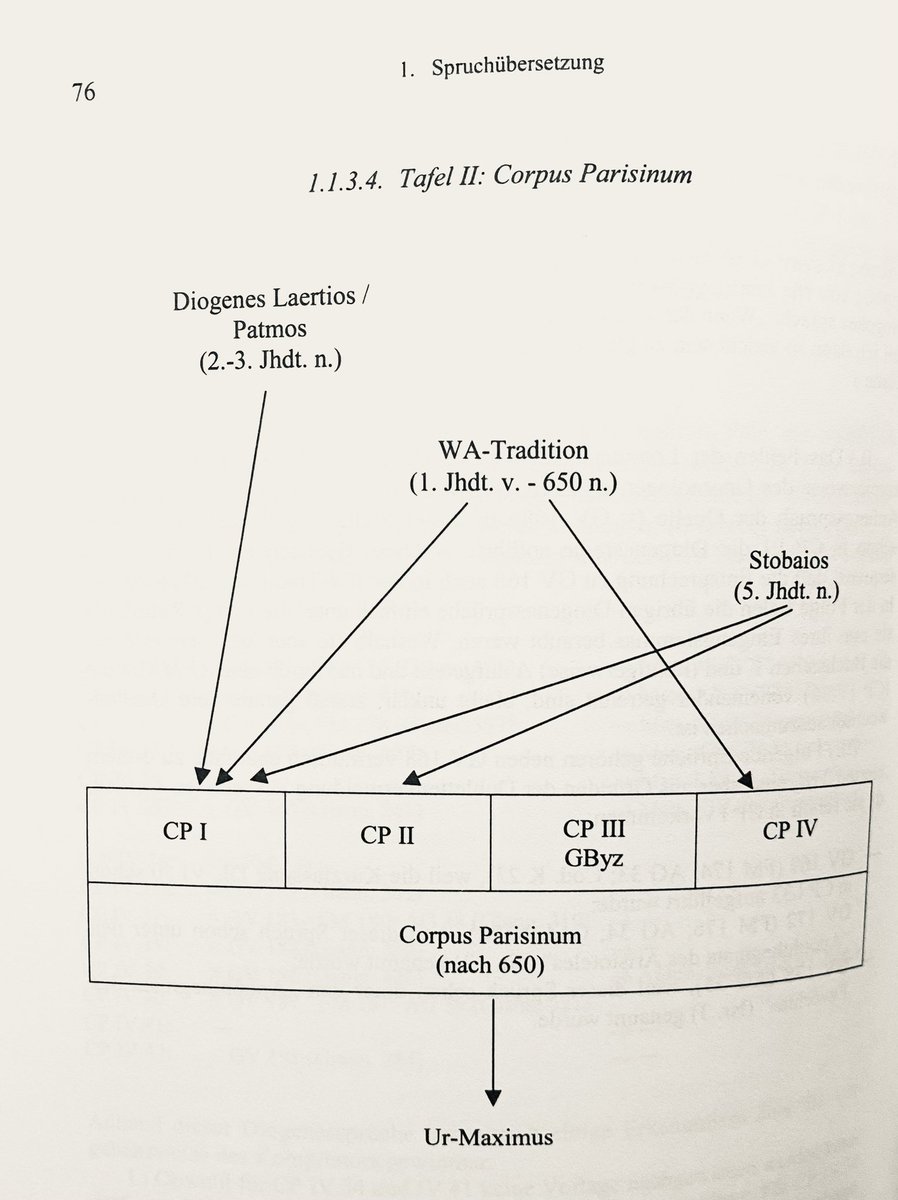 1. Spruchübersetzung
76
1.1.3.4. Tafel II: Corpus Parisinum
Diogenes Laertios /
Patmos
(2.-3. Jhdt. n.)
WA-Tradition
(1. Jhdt. v. - 650 n.)
Stobaios
(5. Jhdt. n.)
CP I
CP II
CP III
GByz
CP IV
Corpus Parisinum
(nach 650)
Ur-Maximus